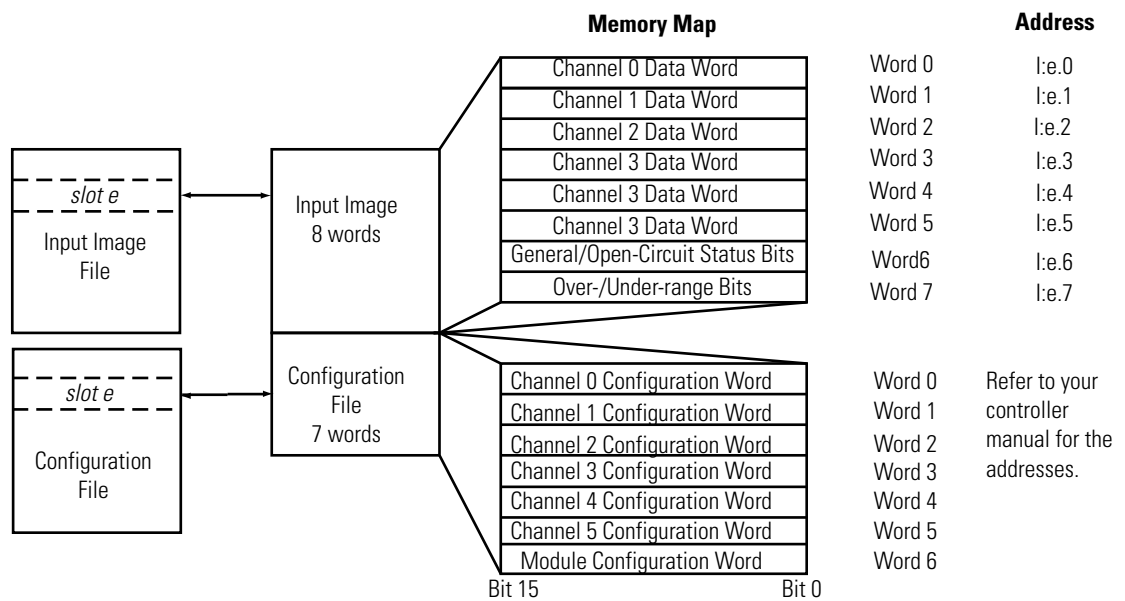 Memory Map Address
Channel 0 Data Word Word 0 I:e.0
Channel 1 Data Word Word 1 I:e.1
Channel 2 Data Word Word 2 I:e.2
Channel 3 Data Word Word 3 I:e.3
Channel 3 Data Word Word 4 I:e.4
Channel 3 Data Word Word 5 I:e.5
General/Open-Circuit Status Bits Word6 I:e.6
Over-/Under-range Bits Word 7 I:e.7
slot e
Input Image
File
Input Image
8 words
slot e
Configuration
File
Configuration
File
7 words
Channel 0 Configuration Word Word 0
Channel 1 Configuration Word Word 1
Channel 2 Configuration Word Word 2
Channel 3 Configuration Word Word 3
Channel 4 Configuration Word Word 4
Channel 5 Configuration Word Word 5
Module Configuration Word Word 6
Refer to your
controller
manual for the
addresses.
Bit 15 Bit 0